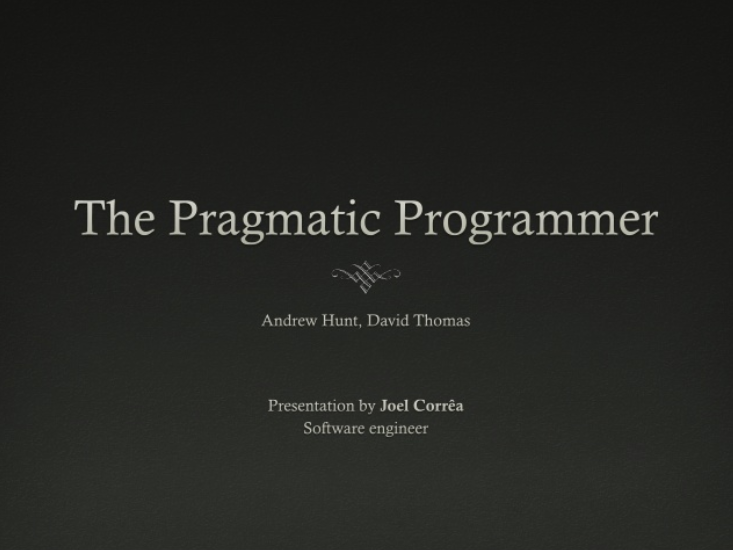 The Pragmatic Programmer
Andrew Hunt, David Thomas
Presentation by Joel Corrêa
Software engineer